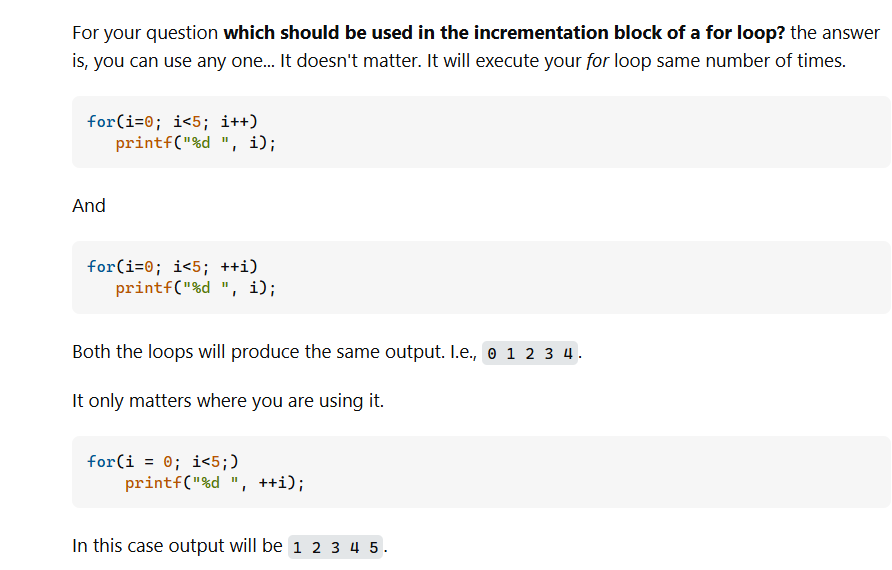 For your question which should be used in the incrementation block of a for loop? the answer
is, you can use any one... It doesn't matter. It will execute your for loop same number of times.
for(i=0; i<5; i++)
   printf("%d ", i);
And
for(i=0; i<5; ++i)
   printf("%d ", i);
Both the loops will produce the same output. I.e., 0 1 2 3 4.
It only matters where you are using it.
for(i = 0; i<5;)
    printf("%d ", ++i);
In this case output will be 1 2 3 4 5.